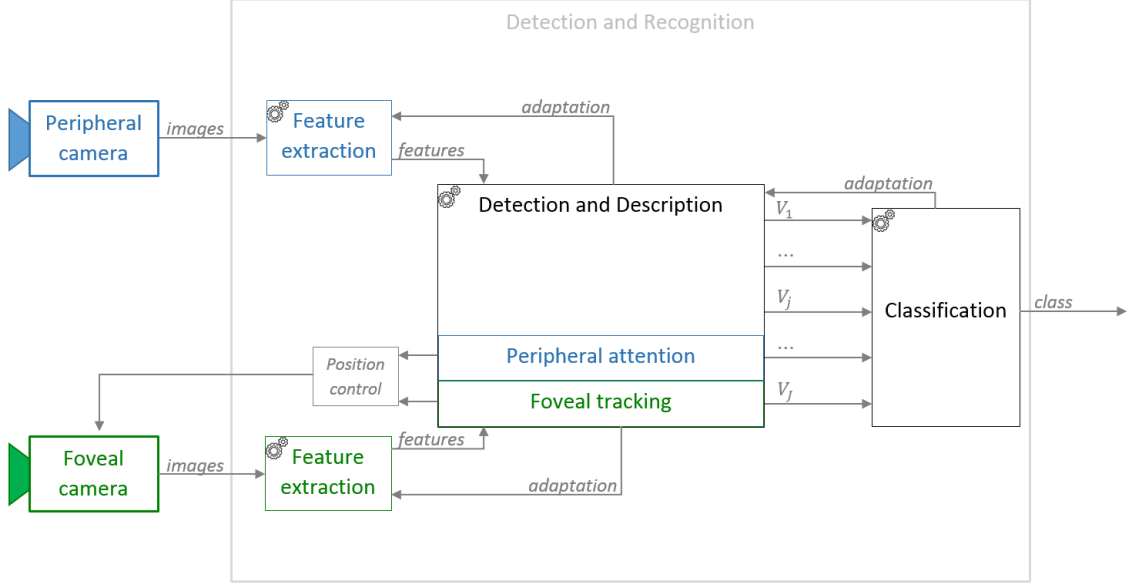 Detection and Recognition
Peripheral
camera
images
Feature
extraction
adaptation
features
Detection and Description
adaptation
V₁
...
Vⱼ
...
V_J
Classification
class
Peripheral attention
Foveal tracking
Position
control
Foveal
camera
images
Feature
extraction
features
adaptation